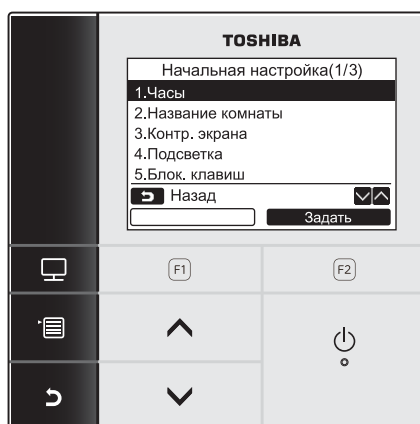 TOSHIBA
Начальная настройка(1/3)
1.Часы
2.Название комнаты
3.Контр. экрана
4.Подсветка
5.Блок. клавиш
Назад
Задать
F1 F2